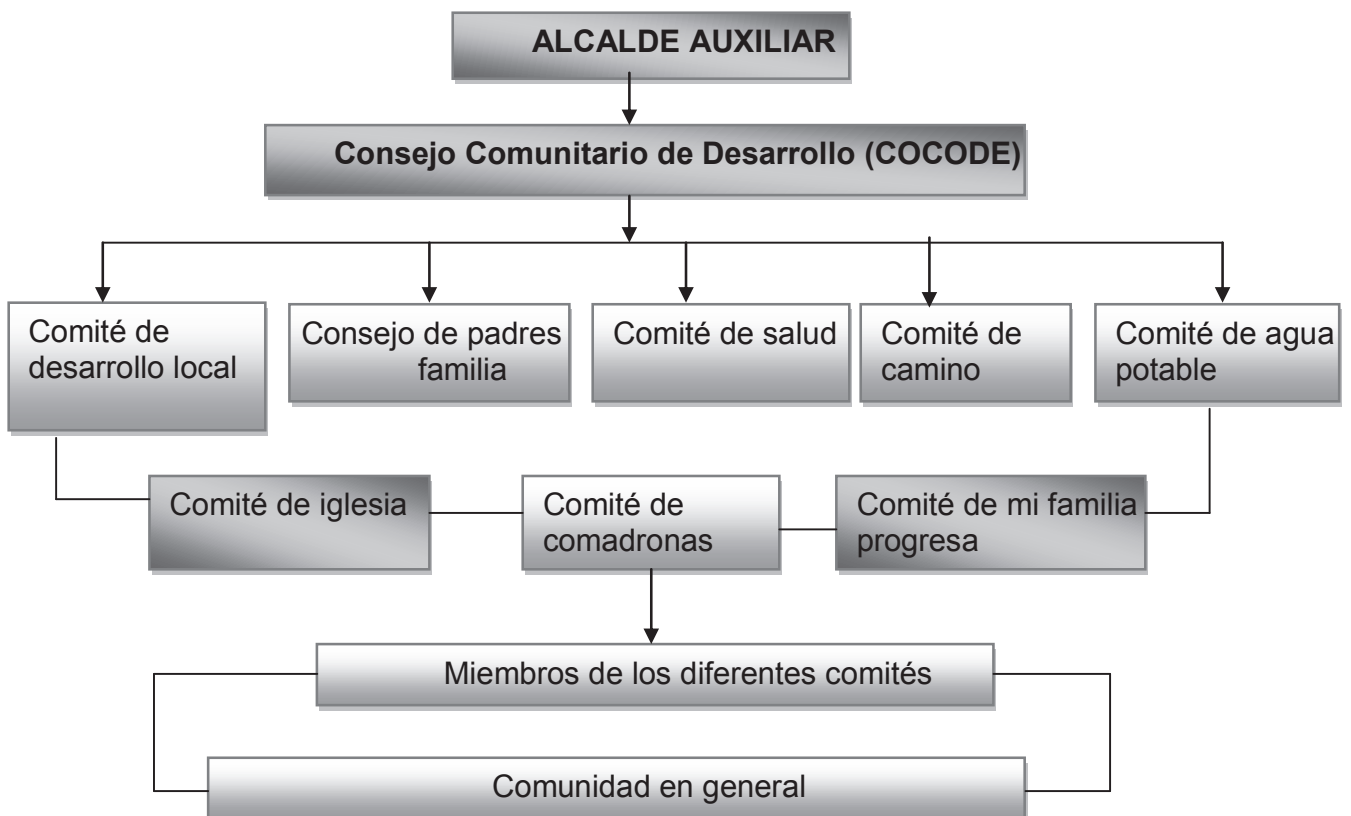 ALCALDE AUXILIAR
Consejo Comunitario de Desarrollo (COCODE)
Comité de
desarrollo local
Consejo de padres
familia
Comité de salud
Comité de
camino
Comité de agua
potable
Comité de iglesia
Comité de
comadronas
Comité de mi familia
progresa
Miembros de los diferentes comités
Comunidad en general